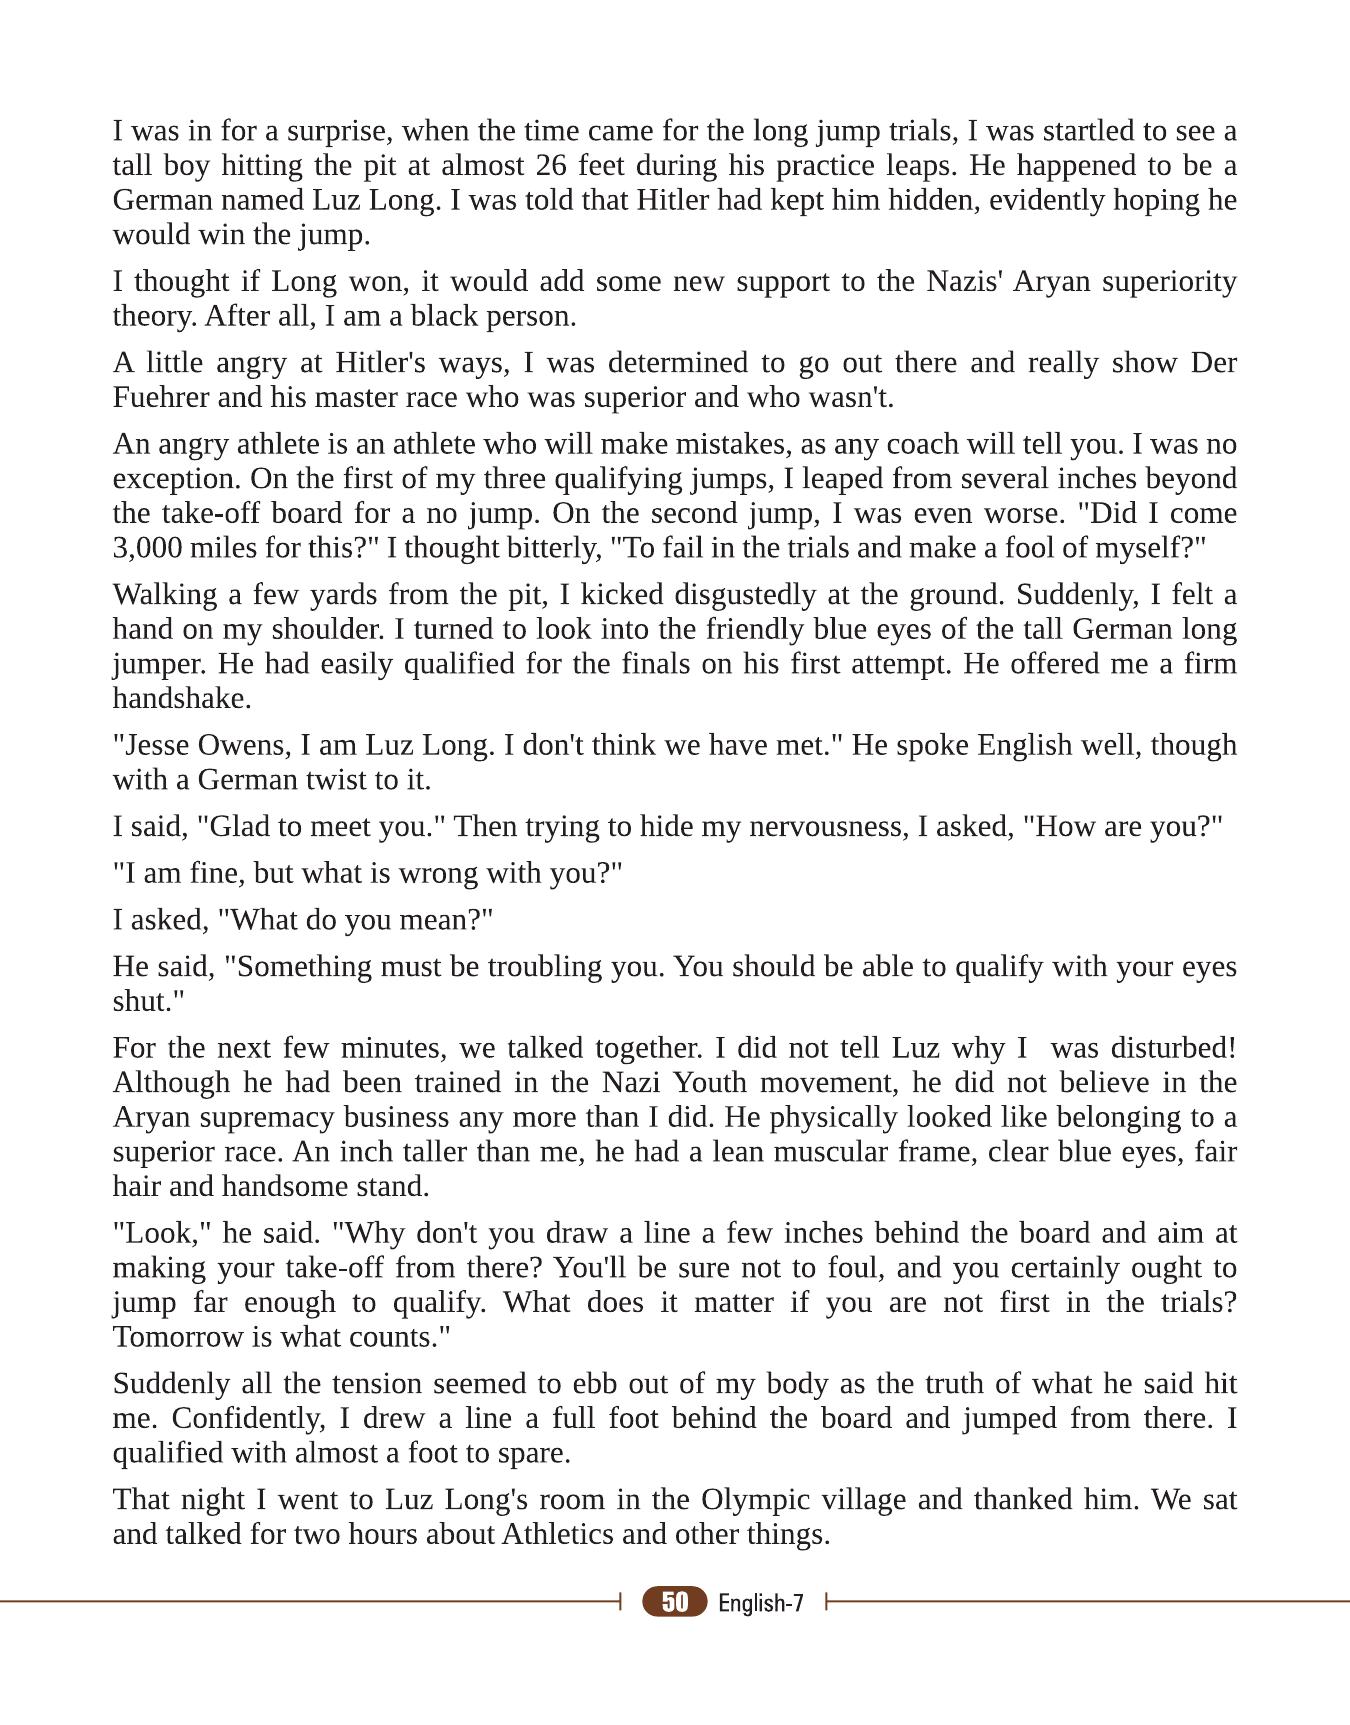 I was in for a surprise, when the time came for the long jump trials, I was startled to see a
tall boy hitting the pit at almost 26 feet during his practice leaps. He happened to be a
German named Luz Long. I was told that Hitler had kept him hidden, evidently hoping he
would win the jump.
I thought if Long won, it would add some new support to the Nazis' Aryan superiority
theory. After all, I am a black person.
A little angry at Hitler's ways, I was determined to go out there and really show Der
Fuehrer and his master race who was superior and who wasn't.
An angry athlete is an athlete who will make mistakes, as any coach will tell you. I was no
exception. On the first of my three qualifying jumps, I leaped from several inches beyond
the take-off board for a no jump. On the second jump, I was even worse. "Did I come
3,000 miles for this?" I thought bitterly, "To fail in the trials and make a fool of myself?"
Walking a few yards from the pit, I kicked disgustedly at the ground. Suddenly, I felt a
hand on my shoulder. I turned to look into the friendly blue eyes of the tall German long
jumper. He had easily qualified for the finals on his first attempt. He offered me a firm
handshake.
"Jesse Owens, I am Luz Long. I don't think we have met." He spoke English well, though
with a German twist to it.
I said, "Glad to meet you." Then trying to hide my nervousness, I asked, "How are you?"
"I am fine, but what is wrong with you?"
I asked, "What do you mean?"
He said, "Something must be troubling you. You should be able to qualify with your eyes
shut."
For the next few minutes, we talked together. I did not tell Luz why I  was disturbed!
Although he had been trained in the Nazi Youth movement, he did not believe in the
Aryan supremacy business any more than I did. He physically looked like belonging to a
superior race. An inch taller than me, he had a lean muscular frame, clear blue eyes, fair
hair and handsome stand.
"Look," he said. "Why don't you draw a line a few inches behind the board and aim at
making your take-off from there? You'll be sure not to foul, and you certainly ought to
jump far enough to qualify. What does it matter if you are not first in the trials?
Tomorrow is what counts."
Suddenly all the tension seemed to ebb out of my body as the truth of what he said hit
me. Confidently, I drew a line a full foot behind the board and jumped from there. I
qualified with almost a foot to spare.
That night I went to Luz Long's room in the Olympic village and thanked him. We sat
and talked for two hours about Athletics and other things.
50 English-7